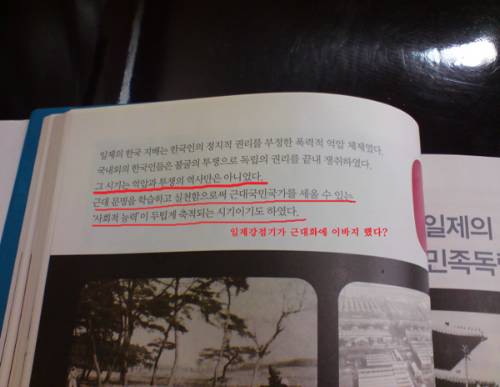 일제의 한국 지배는 한국인의 정치적 권리를 부정한 폭력적 억압 체제였다.
국내외의 한국인들은 불굴의 투쟁으로 독립의 권리를 끝내 쟁취하였다.
그 시기는 억압과 투쟁의 역사만은 아니었다.
근대 문명을 학습하고 실천함으로써 근대국민국가를 세울 수 있는
'사회적 능력'이 두텁게 축적되는 시기이기도 하였다.
일제강점기가 근대화에 이바지 했다?
일제의
민족독